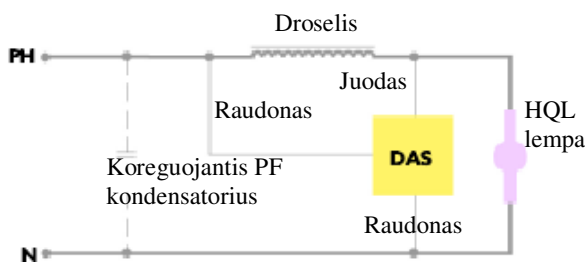 Droselis
PH
Juodas
Raudonas
HQL
lempa
DAS
Koreguojantis PF
kondensatorius
Raudonas
N